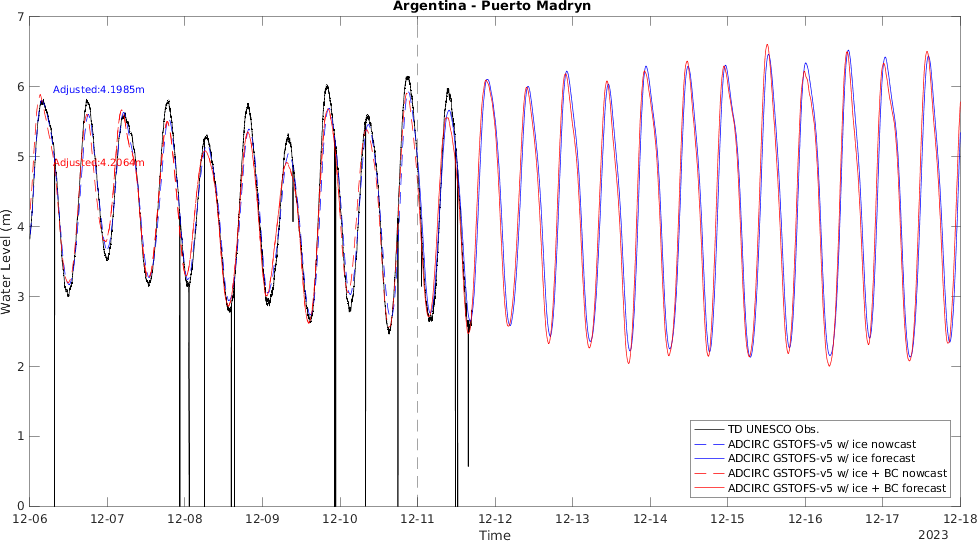 Argentina - Puerto Madryn
7
6
5
4
3
2
1
0
Water Level (m)
Adjusted:4.1985m
Adjusted:4.2064m
TD UNESCO Obs.
ADCIRC GSTOFS-v5 w/ ice nowcast
ADCIRC GSTOFS-v5 w/ ice forecast
ADCIRC GSTOFS-v5 w/ ice + BC nowcast
ADCIRC GSTOFS-v5 w/ ice + BC forecast
12-06 12-07 12-08 12-09 12-10 12-11 12-12 12-13 12-14 12-15 12-16 12-17 12-18
Time
2023